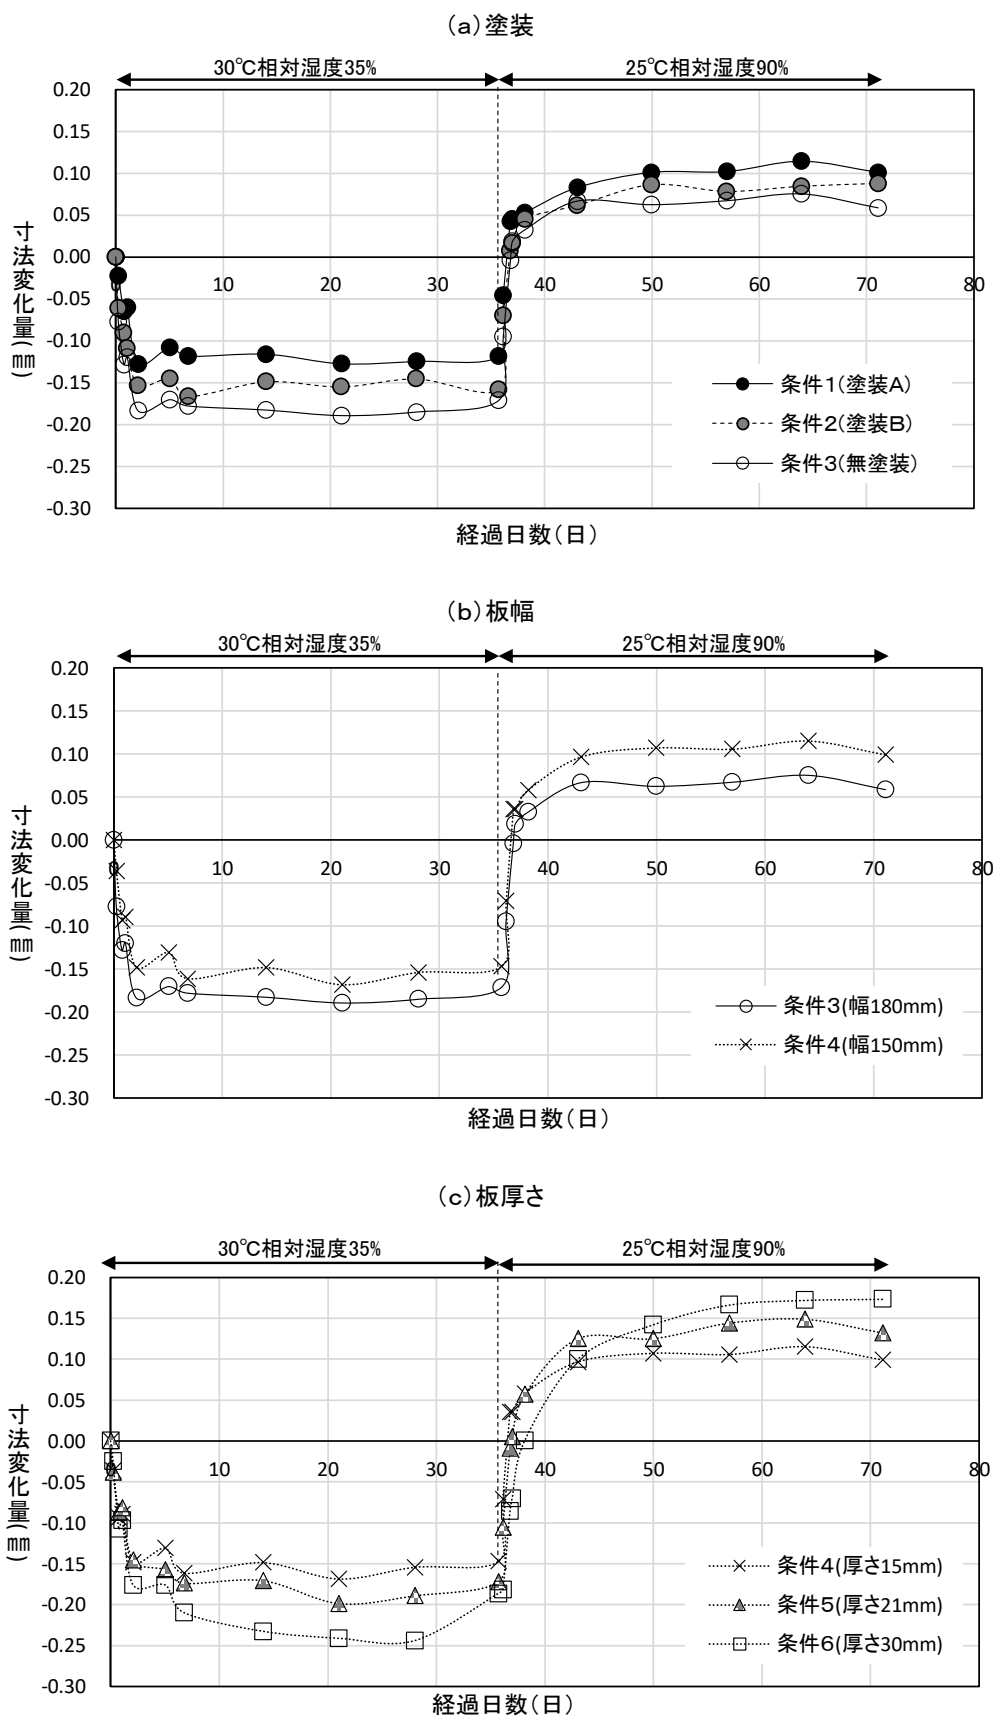 （a）塗装
30℃相対湿度35%
25℃相対湿度90%
0.20
0.15
0.10
0.05
0.00
-0.05
-0.10
-0.15
-0.20
-0.25
-0.30
0 10 20 30 40 50 60 70 80
寸法変化量(㎜)
経過日数（日）
条件1（塗装A）
条件2（塗装B）
条件3（無塗装）
（b）板幅
30℃相対湿度35%
25℃相対湿度90%
0.20
0.15
0.10
0.05
0.00
-0.05
-0.10
-0.15
-0.20
-0.25
-0.30
0 10 20 30 40 50 60 70 80
寸法変化量(㎜)
経過日数（日）
条件3(幅180mm)
条件4(幅150mm)
（c）板厚さ
30℃相対湿度35%
25℃相対湿度90%
0.20
0.15
0.10
0.05
0.00
-0.05
-0.10
-0.15
-0.20
-0.25
-0.30
0 10 20 30 40 50 60 70 80
寸法変化量(㎜)
経過日数（日）
条件4(厚さ15mm)
条件5(厚さ21mm)
条件6(厚さ30mm)